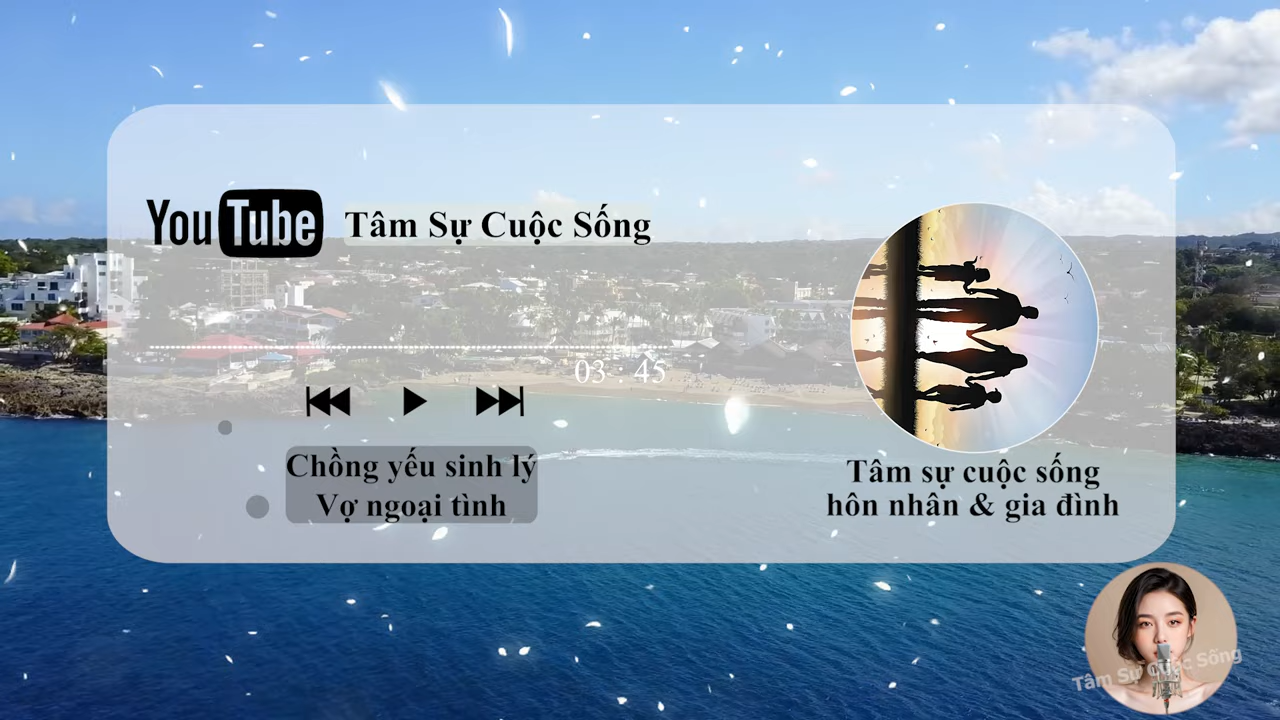 YouTube Tâm Sự Cuộc Sống
03 : 45
Chồng yếu sinh lý
Vợ ngoại tình
Tâm sự cuộc sống
hôn nhân & gia đình
Tâm Sự Cuộc Sống